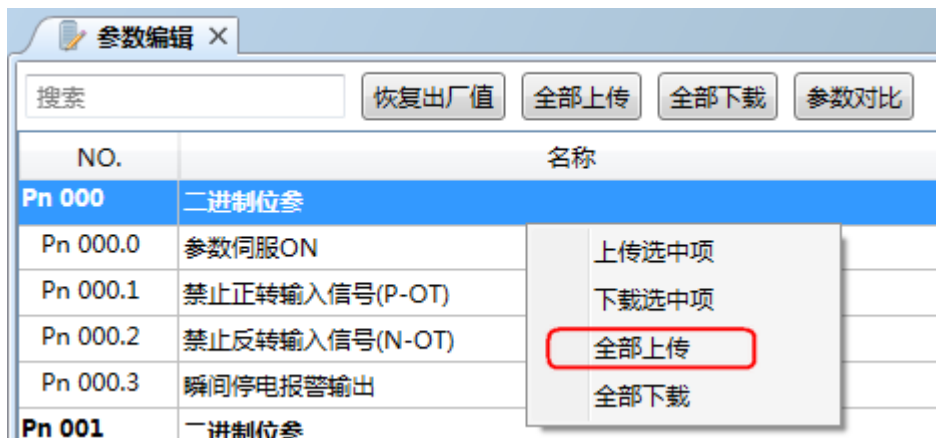 参数编辑
搜索 恢复出厂值 全部上传 全部下载 参数对比
NO. 名称
Pn 000 二进制位参
Pn 000.0 参数伺服ON
Pn 000.1 禁止正转输入信号(P-OT)
Pn 000.2 禁止反转输入信号(N-OT)
Pn 000.3 瞬间停电报警输出
Pn 001 二进制位参
上传选中项
下载选中项
全部上传
全部下载